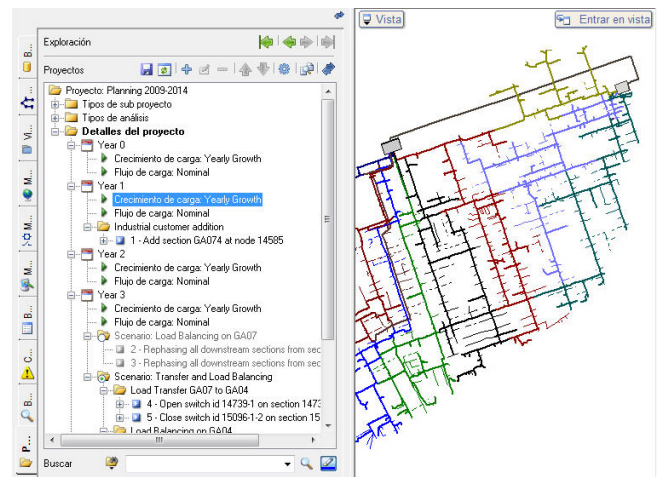 Vista
Entrar en vista
Exploración
Proyectos
Proyecto: Planning 2009-2014
Tipos de sub proyecto
Tipos de análisis
Detalles del proyecto
Year 0
Crecimiento de carga: Yearly Growth
Flujo de carga: Nominal
Year 1
Crecimiento de carga: Yearly Growth
Flujo de carga: Nominal
Industrial customer addition
1 - Add section GA074 at node 14585
Year 2
Crecimiento de carga: Yearly Growth
Flujo de carga: Nominal
Year 3
Crecimiento de carga: Yearly Growth
Flujo de carga: Nominal
Scenario: Load Balancing on GA07
2 - Rephasing all downstream sections from sec
3 - Rephasing all downstream sections from sec
Scenario: Transfer and Load Balancing
Load Transfer GA07 to GA04
4 - Open switch id 14739-1 on section 1473
5 - Close switch id 15096-1-2 on section 15
Load Balancing on GA04
Buscar
B...
V...
M...
M...
M...
B...
C...
B...
P...